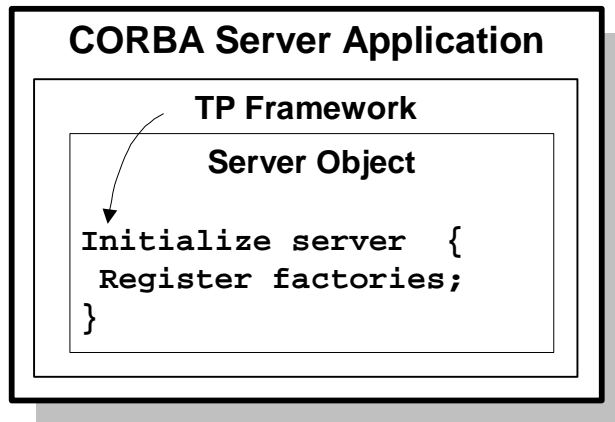 CORBA Server Application
TP Framework
Server Object
Initialize server  {
 Register factories;
}